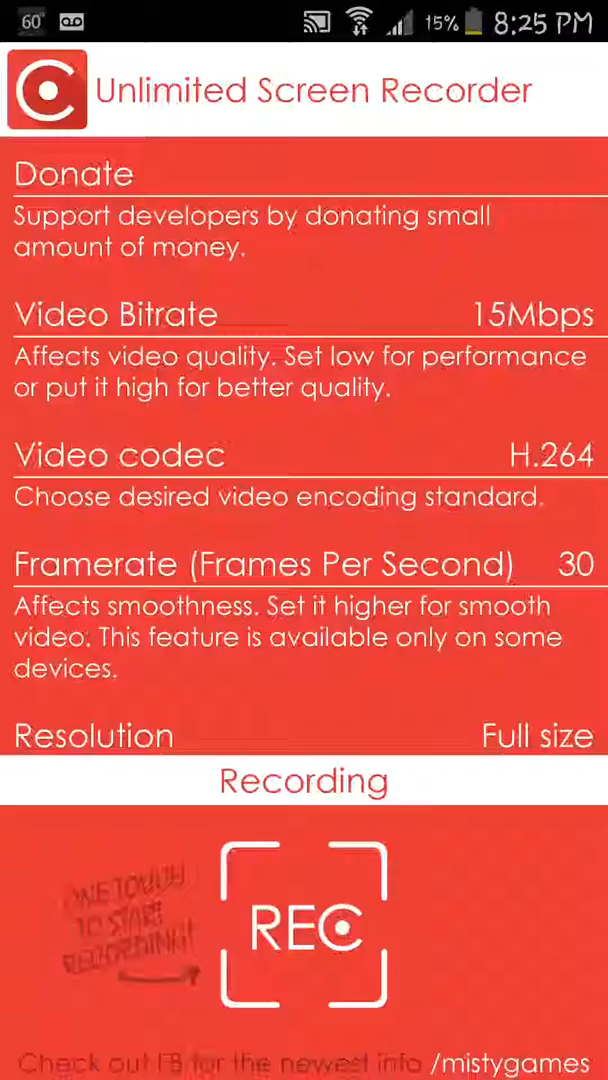 60°
15% 8:25 PM
Unlimited Screen Recorder
Donate
Support developers by donating small
amount of money.
Video Bitrate 15Mbps
Affects video quality. Set low for performance
or put it high for better quality.
Video codec H.264
Choose desired video encoding standard.
Framerate (Frames Per Second) 30
Affects smoothness. Set it higher for smooth
video. This feature is available only on some
devices.
Resolution Full size
Recording
ONE TOUCH
TO START
RECORDING!
REC
Check out FB for the newest info /mistygames